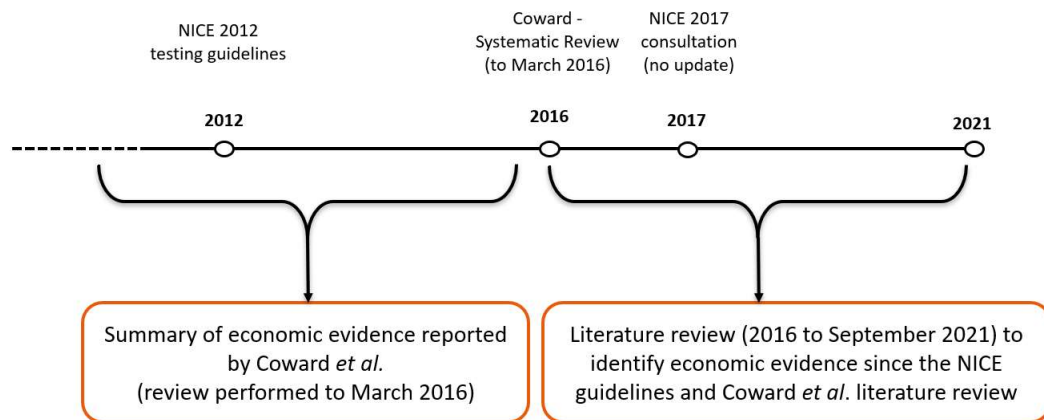 NICE 2012
testing guidelines
Coward -
Systematic Review
(to March 2016)
NICE 2017
consultation
(no update)
2012
2016
2017
2021
Summary of economic evidence reported
by Coward et al.
(review performed to March 2016)
Literature review (2016 to September 2021) to
identify economic evidence since the NICE
guidelines and Coward et al. literature review